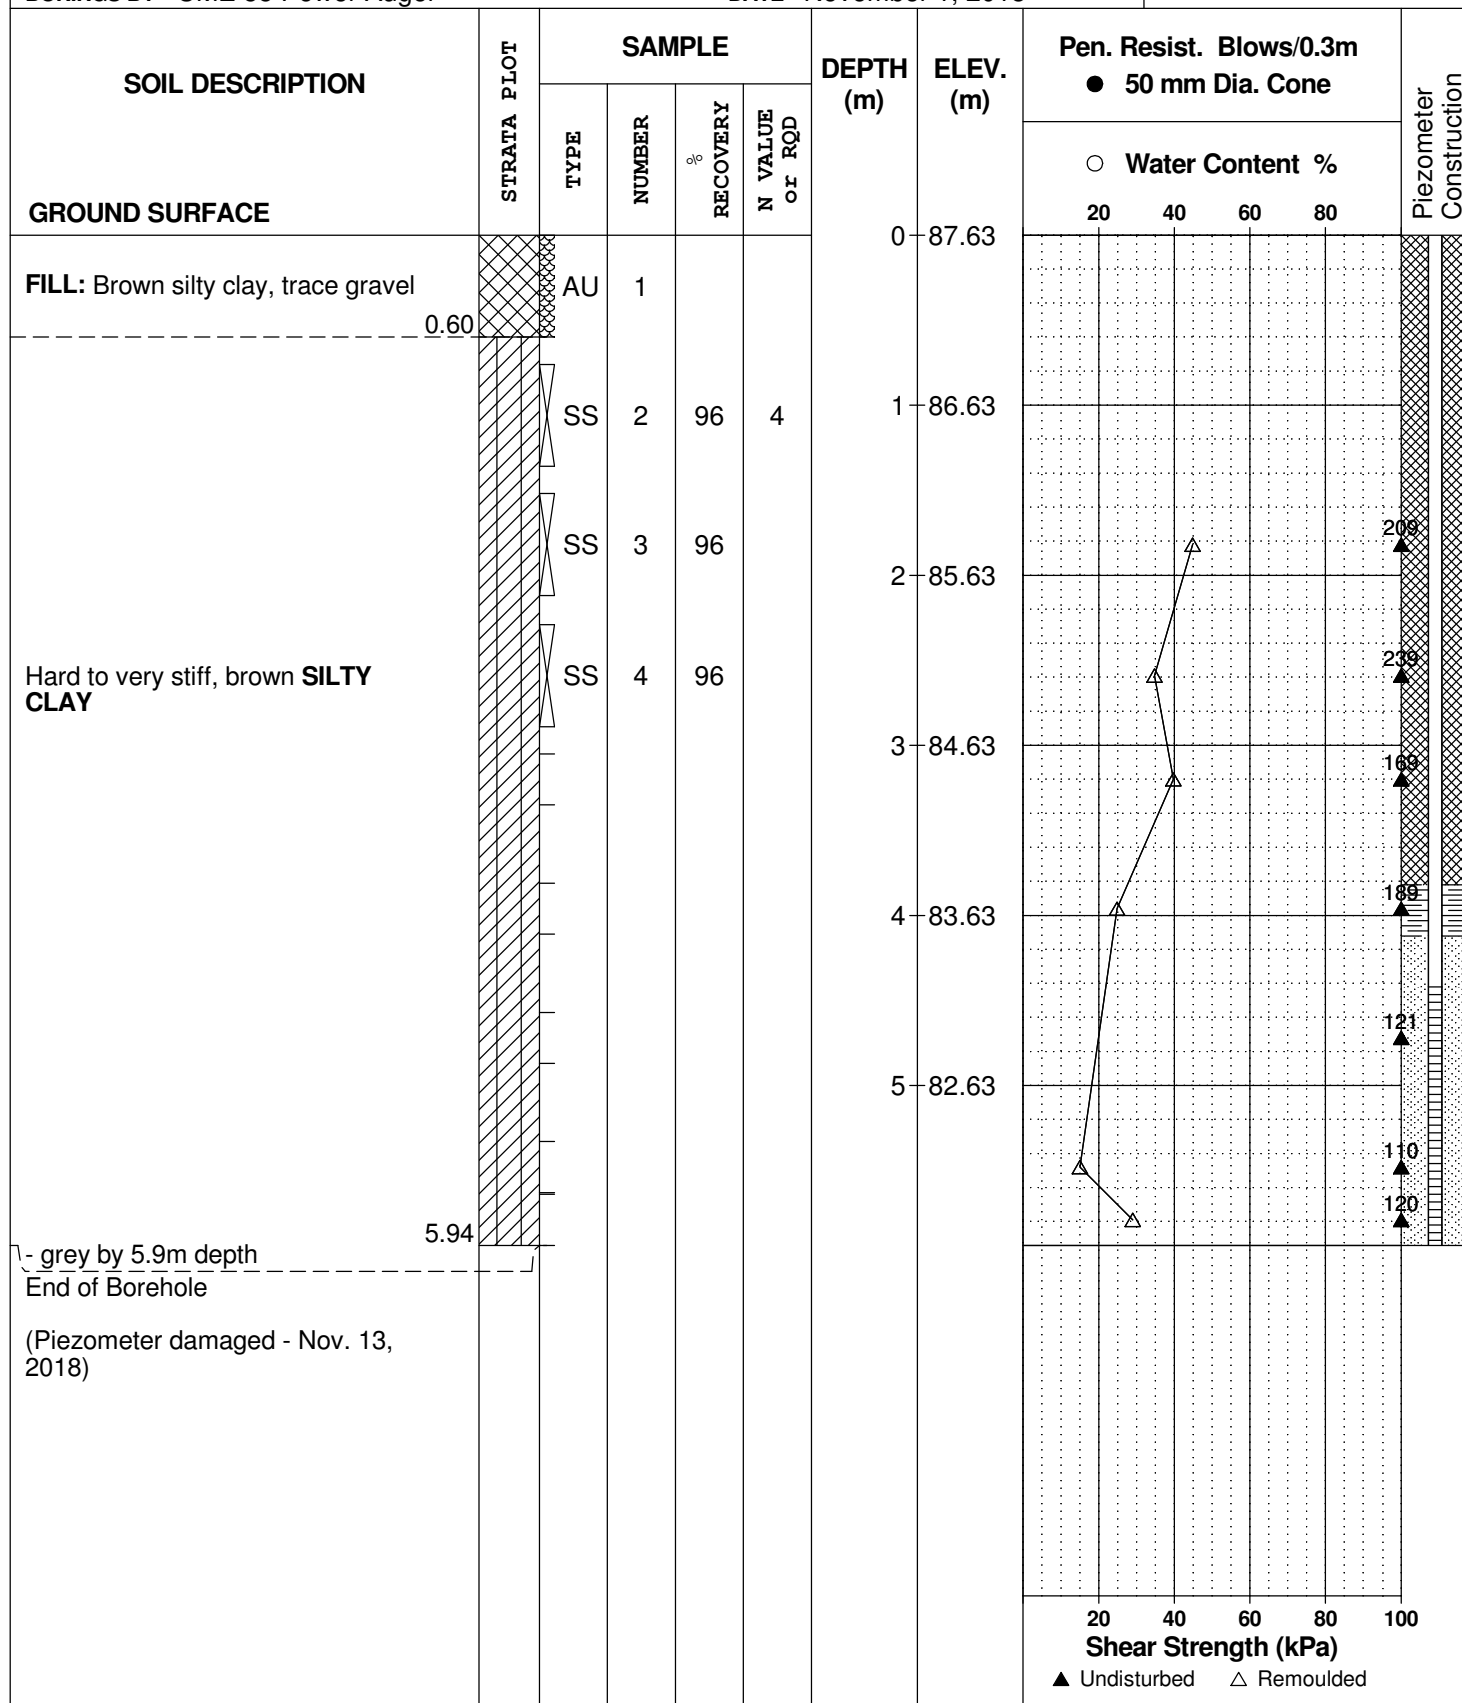 SOIL DESCRIPTION
GROUND SURFACE
STRATA PLOT
SAMPLE
TYPE
NUMBER
%
RECOVERY
N VALUE
or RQD
DEPTH
(m)
ELEV.
(m)
Pen. Resist. Blows/0.3m
● 50 mm Dia. Cone
○ Water Content %
20 40 60 80
Piezometer
Construction
0 87.63
FILL: Brown silty clay, trace gravel
0.60
AU 1
SS 2 96 4
1 86.63
SS 3 96
209
2 85.63
Hard to very stiff, brown SILTY
CLAY
SS 4 96
239
3 84.63
169
189
4 83.63
121
5 82.63
110
120
5.94
- grey by 5.9m depth
End of Borehole
(Piezometer damaged - Nov. 13,
2018)
20 40 60 80 100
Shear Strength (kPa)
▲ Undisturbed △ Remoulded